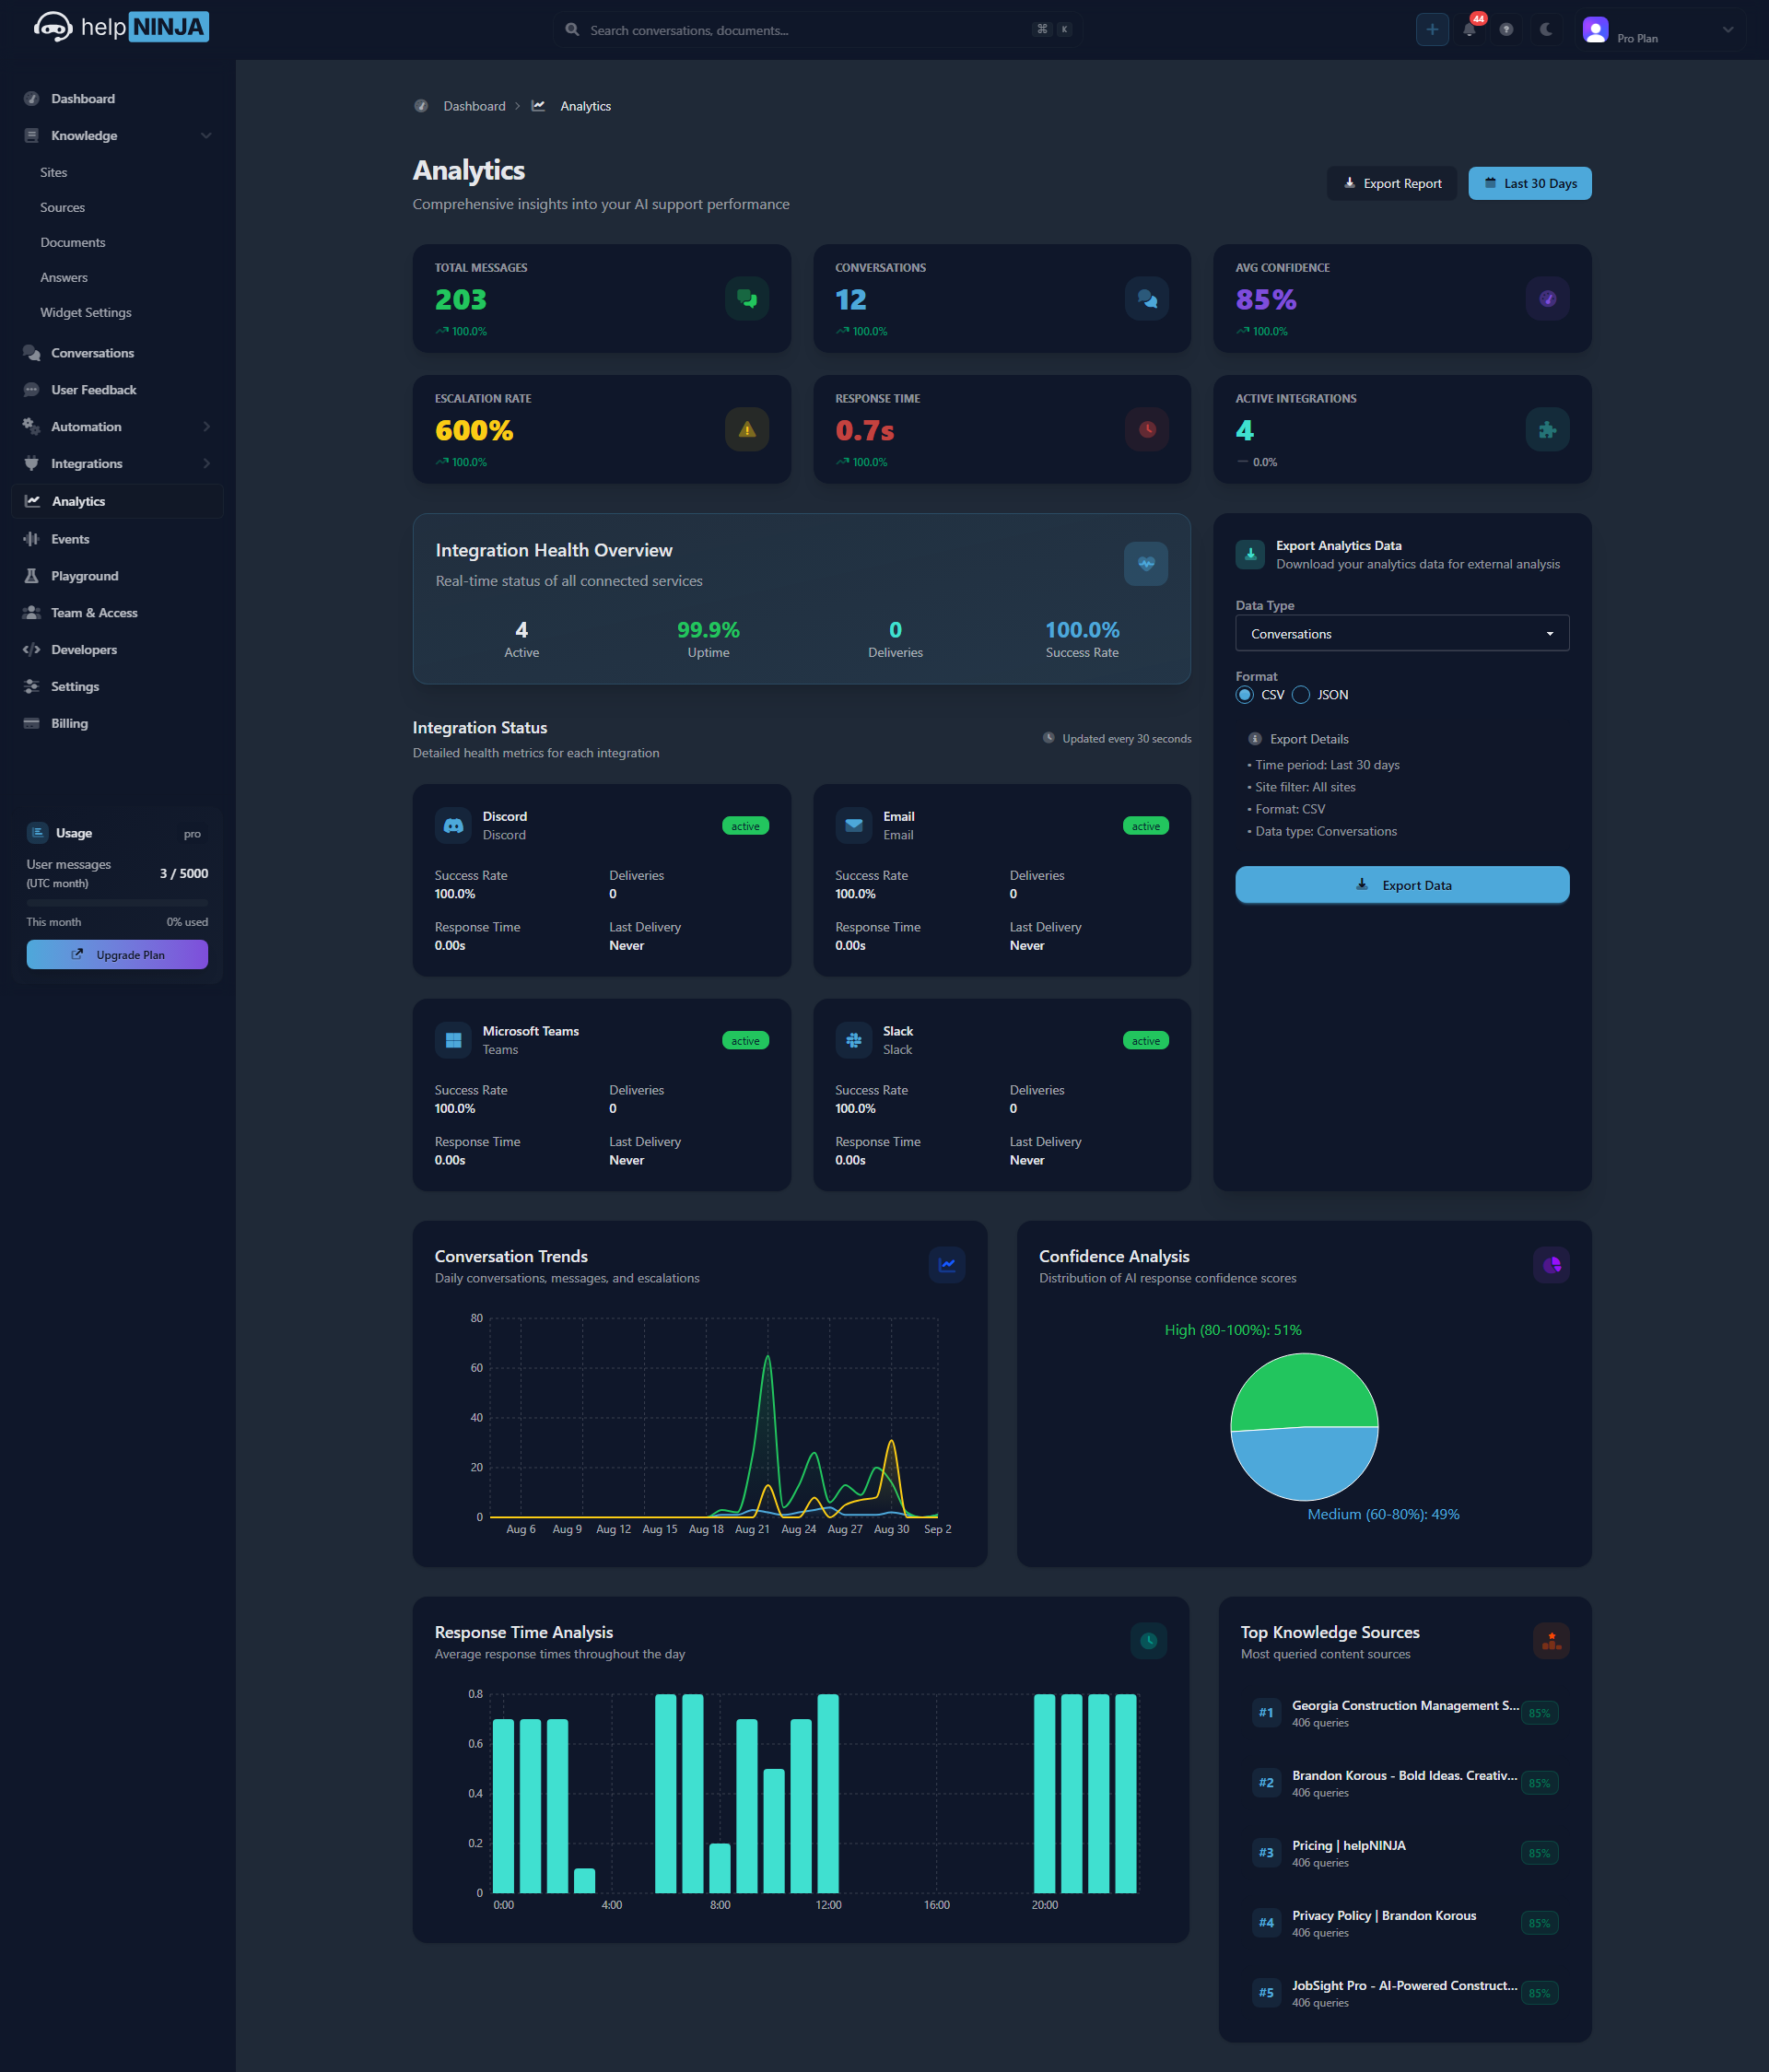 helpNINJA
Search conversations, documents...
⌘ K
44
Pro Plan
Dashboard
Knowledge
Sites
Sources
Documents
Answers
Widget Settings
Conversations
User Feedback
Automation
Integrations
Analytics
Events
Playground
Team & Access
Developers
Settings
Billing
Usage pro
User messages
(UTC month)
3 / 5000
This month 0% used
Upgrade Plan
Dashboard Analytics
Analytics
Comprehensive insights into your AI support performance
Export Report
Last 30 Days
TOTAL MESSAGES
203
100.0%
CONVERSATIONS
12
100.0%
AVG CONFIDENCE
85%
100.0%
ESCALATION RATE
600%
100.0%
RESPONSE TIME
0.7s
100.0%
ACTIVE INTEGRATIONS
4
0.0%
Integration Health Overview
Real-time status of all connected services
4
Active
99.9%
Uptime
0
Deliveries
100.0%
Success Rate
Export Analytics Data
Download your analytics data for external analysis
Data Type
Conversations
Format
CSV JSON
Export Details
• Time period: Last 30 days
• Site filter: All sites
• Format: CSV
• Data type: Conversations
Export Data
Integration Status
Detailed health metrics for each integration
Updated every 30 seconds
Discord
Discord
active
Success Rate Deliveries
100.0% 0
Response Time Last Delivery
0.00s Never
Email
Email
active
Success Rate Deliveries
100.0% 0
Response Time Last Delivery
0.00s Never
Microsoft Teams
Teams
active
Success Rate Deliveries
100.0% 0
Response Time Last Delivery
0.00s Never
Slack
Slack
active
Success Rate Deliveries
100.0% 0
Response Time Last Delivery
0.00s Never
Conversation Trends
Daily conversations, messages, and escalations
80
60
40
20
0
Aug 6 Aug 9 Aug 12 Aug 15 Aug 18 Aug 21 Aug 24 Aug 27 Aug 30 Sep 2
Confidence Analysis
Distribution of AI response confidence scores
High (80-100%): 51%
Medium (60-80%): 49%
Response Time Analysis
Average response times throughout the day
0.8
0.6
0.4
0.2
0
0:00 4:00 8:00 12:00 16:00 20:00
Top Knowledge Sources
Most queried content sources
#1 Georgia Construction Management S... 85%
406 queries
#2 Brandon Korous - Bold Ideas. Creativ... 85%
406 queries
#3 Pricing | helpNINJA 85%
406 queries
#4 Privacy Policy | Brandon Korous 85%
406 queries
#5 JobSight Pro - AI-Powered Construct... 85%
406 queries